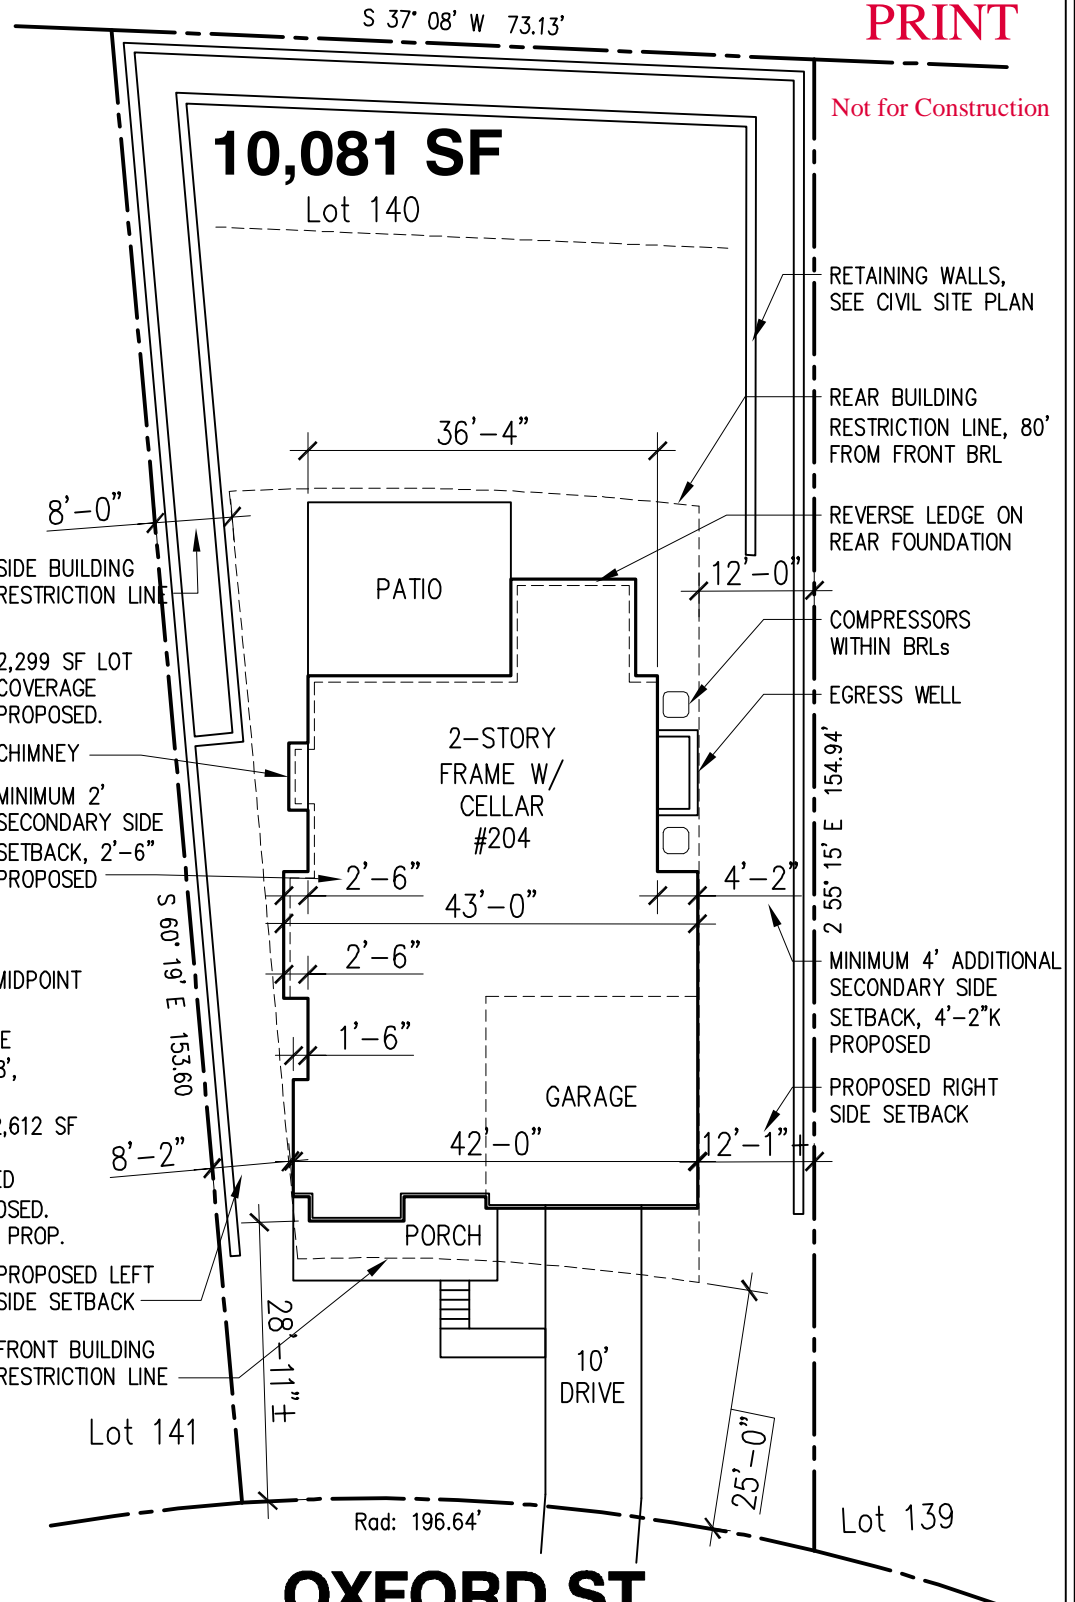 S 37° 08' W 73.13'
PRINT
Not for Construction
10,081 SF
Lot 140
RETAINING WALLS,
SEE CIVIL SITE PLAN
REAR BUILDING
RESTRICTION LINE, 80'
FROM FRONT BRL
36'-4"
8'-0"
REVERSE LEDGE ON
REAR FOUNDATION
SIDE BUILDING
RESTRICTION LINE
PATIO
12'-0"
COMPRESSORS
WITHIN BRLs
2,299 SF LOT
COVERAGE
PROPOSED.
EGRESS WELL
CHIMNEY
2-STORY
FRAME W/
CELLAR
#204
2 55° 15' E 154.94'
MINIMUM 2'
SECONDARY SIDE
SETBACK, 2'-6"
PROPOSED
2'-6"
4'-2"
43'-0"
S 60° 19' E 153.60
2'-6"
MIDPOINT
MINIMUM 4' ADDITIONAL
SECONDARY SIDE
SETBACK, 4'-2"K
PROPOSED
1'-6"
E
3',
GARAGE
PROPOSED RIGHT
SIDE SETBACK
2,612 SF
8'-2"
42'-0"
12'-1"+
ED
OSED.
PROP.
PORCH
PROPOSED LEFT
SIDE SETBACK
28'-11"±
FRONT BUILDING
RESTRICTION LINE
10'
DRIVE
Lot 141
25'-0"
Rad: 196.64'
Lot 139
OXFORD ST